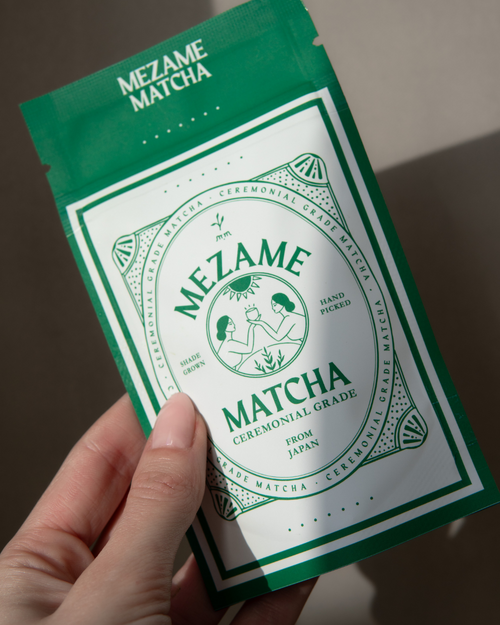 MEZAME
MATCHA
CEREMONIAL GRADE MATCHA · CEREMONIAL GRADE MATCHA ·
MEZAME
HAND
PICKED
SHADE
GROWN
MATCHA
CEREMONIAL GRADE
FROM
JAPAN
GRADE MATCHA · CEREMONIAL GRADE